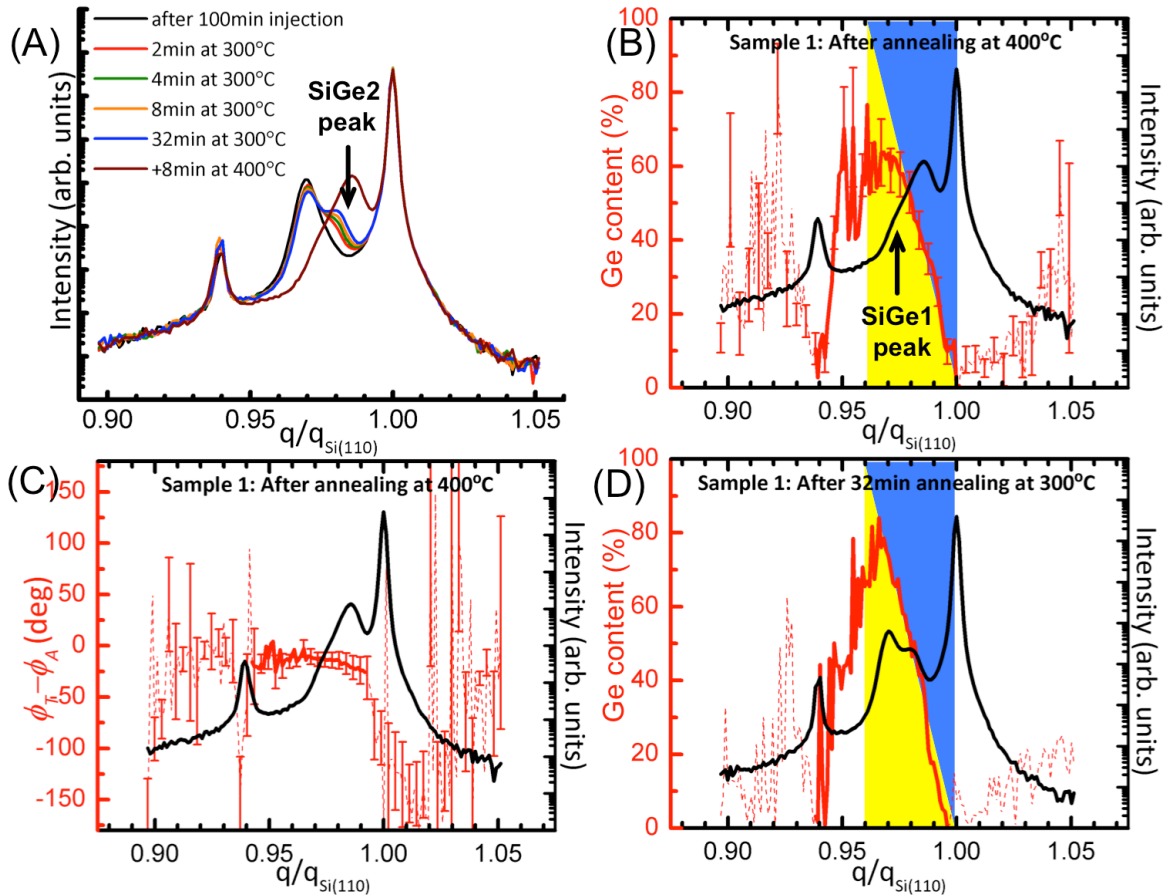 (A)
after 100min injection
2min at 300°C
4min at 300°C
8min at 300°C
32min at 300°C
+8min at 400°C
SiGe2
peak
Intensity (arb. units)
0.90 0.95 1.00 1.05
q/qSi(110)
(B)
Sample 1: After annealing at 400°C
Ge content (%)
100
80
60
40
20
0
SiGe1
peak
Intensity (arb. units)
0.90 0.95 1.00 1.05
q/qSi(110)
(C)
Sample 1: After annealing at 400°C
ϕT−ϕA (deg)
150
100
50
0
-50
-100
-150
Intensity (arb. units)
0.90 0.95 1.00 1.05
q/qSi(110)
(D)
Sample 1: After 32min annealing at 300°C
Ge content (%)
100
80
60
40
20
0
Intensity (arb. units)
0.90 0.95 1.00 1.05
q/qSi(110)